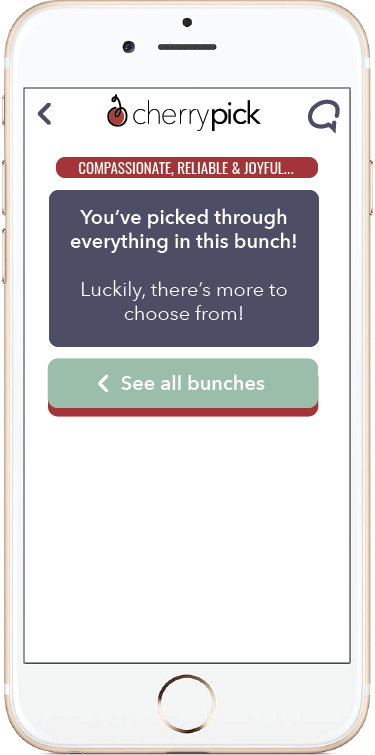 cherrypick
COMPASSIONATE, RELIABLE & JOYFUL...
You’ve picked through
everything in this bunch!
Luckily, there’s more to
choose from!
See all bunches